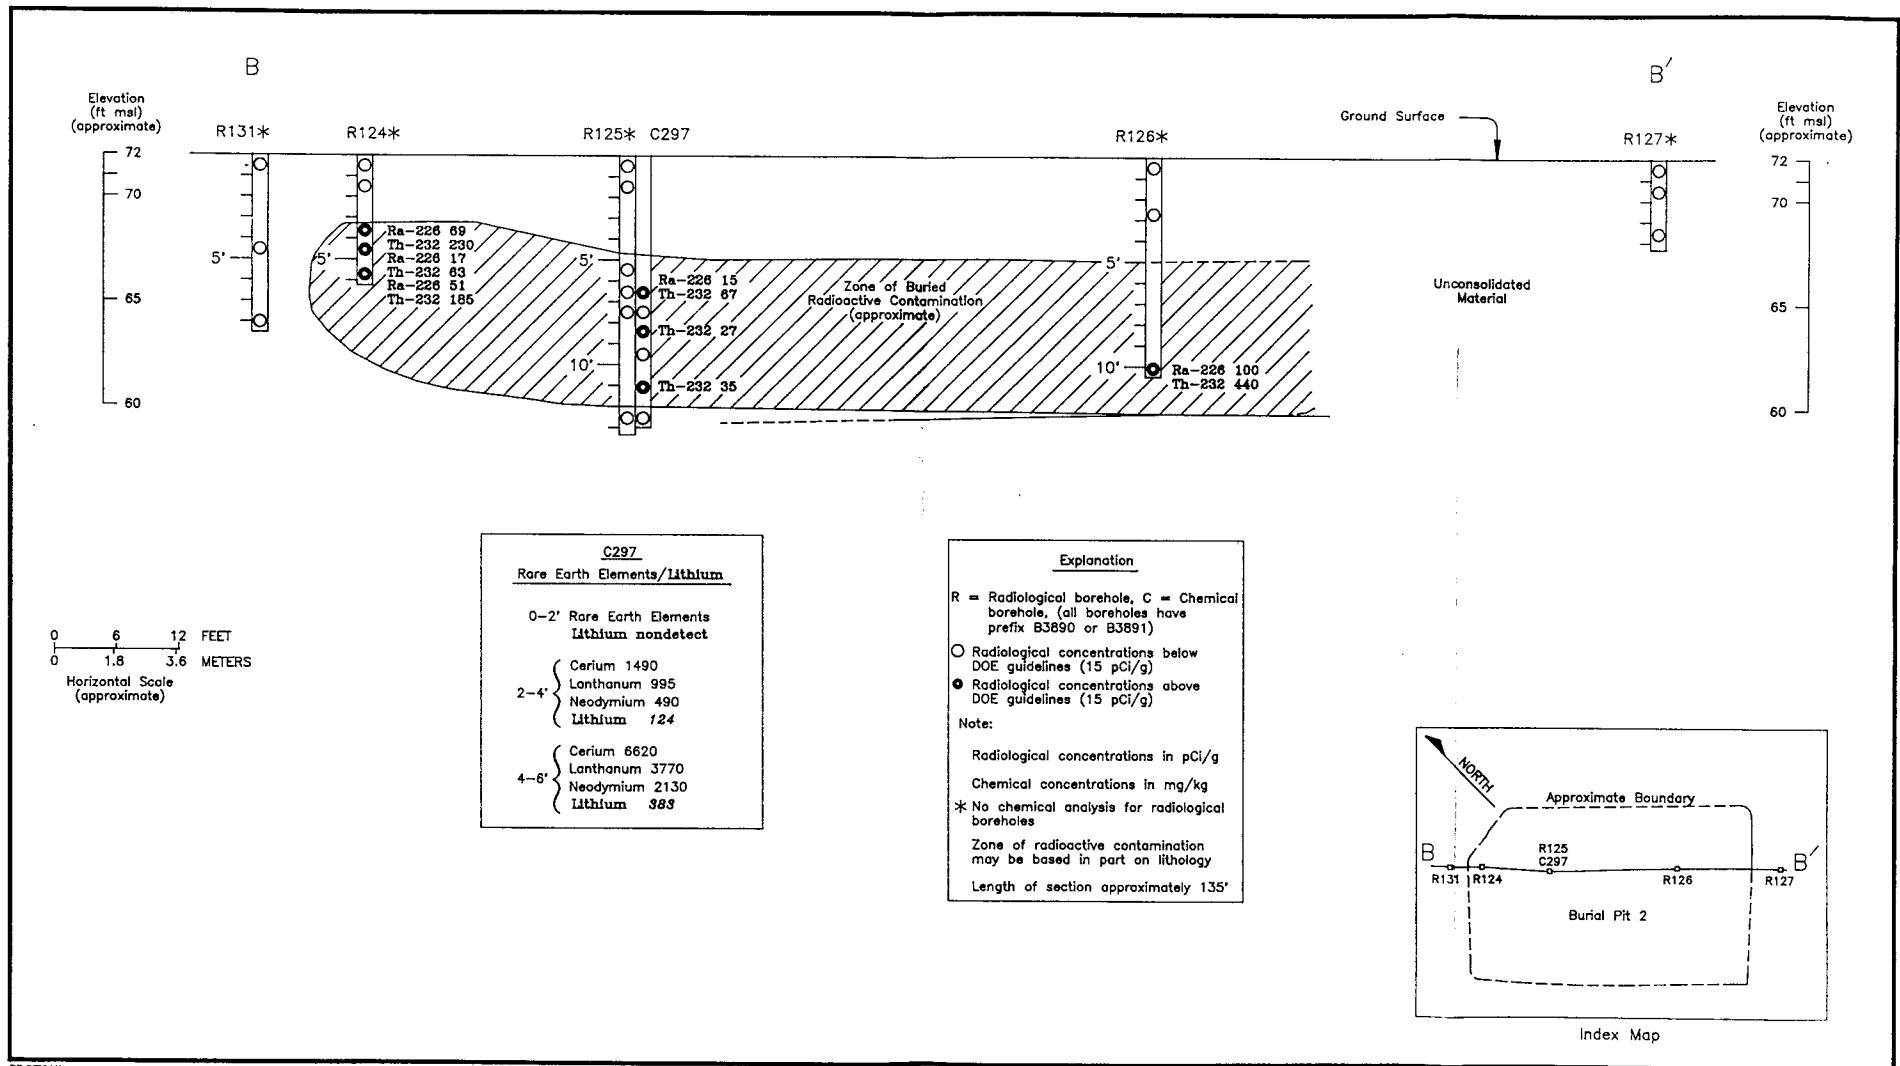 B
B′
Elevation
(ft msl)
(approximate)
R131*
R124*
R125* C297
R126*
Ground Surface
R127*
Elevation
(ft msl)
(approximate)
72
70
65
60
72
70
65
60
5'
5'
Ra-226 69
Th-232 230
Ra-226 17
Th-232 63
Ra-226 51
Th-232 185
5'
10'
Ra-226 15
Th-232 67
Th-232 27
Th-232 35
Zone of Buried
Radioactive Contamination
(approximate)
5'
10'
Ra-226 100
Th-232 440
Unconsolidated
Material
0 6 12 FEET
0 1.8 3.6 METERS
Horizontal Scale
(approximate)
C297
Rare Earth Elements/Lithium
0-2' Rare Earth Elements
Lithium nondetect
2-4'
Cerium 1490
Lanthanum 995
Neodymium 490
Lithium 124
4-6'
Cerium 6620
Lanthanum 3770
Neodymium 2130
Lithium 383
Explanation
R = Radiological borehole, C = Chemical
borehole, (all boreholes have
prefix B3890 or B3891)
Radiological concentrations below
DOE guidelines (15 pCi/g)
Radiological concentrations above
DOE guidelines (15 pCi/g)
Note:
Radiological concentrations in pCi/g
Chemical concentrations in mg/kg
* No chemical analysis for radiological
boreholes
Zone of radioactive contamination
may be based in part on lithology
Length of section approximately 135'
NORTH
Approximate Boundary
B
R131
R124
R125
C297
R126
R127
B′
Burial Pit 2
Index Map